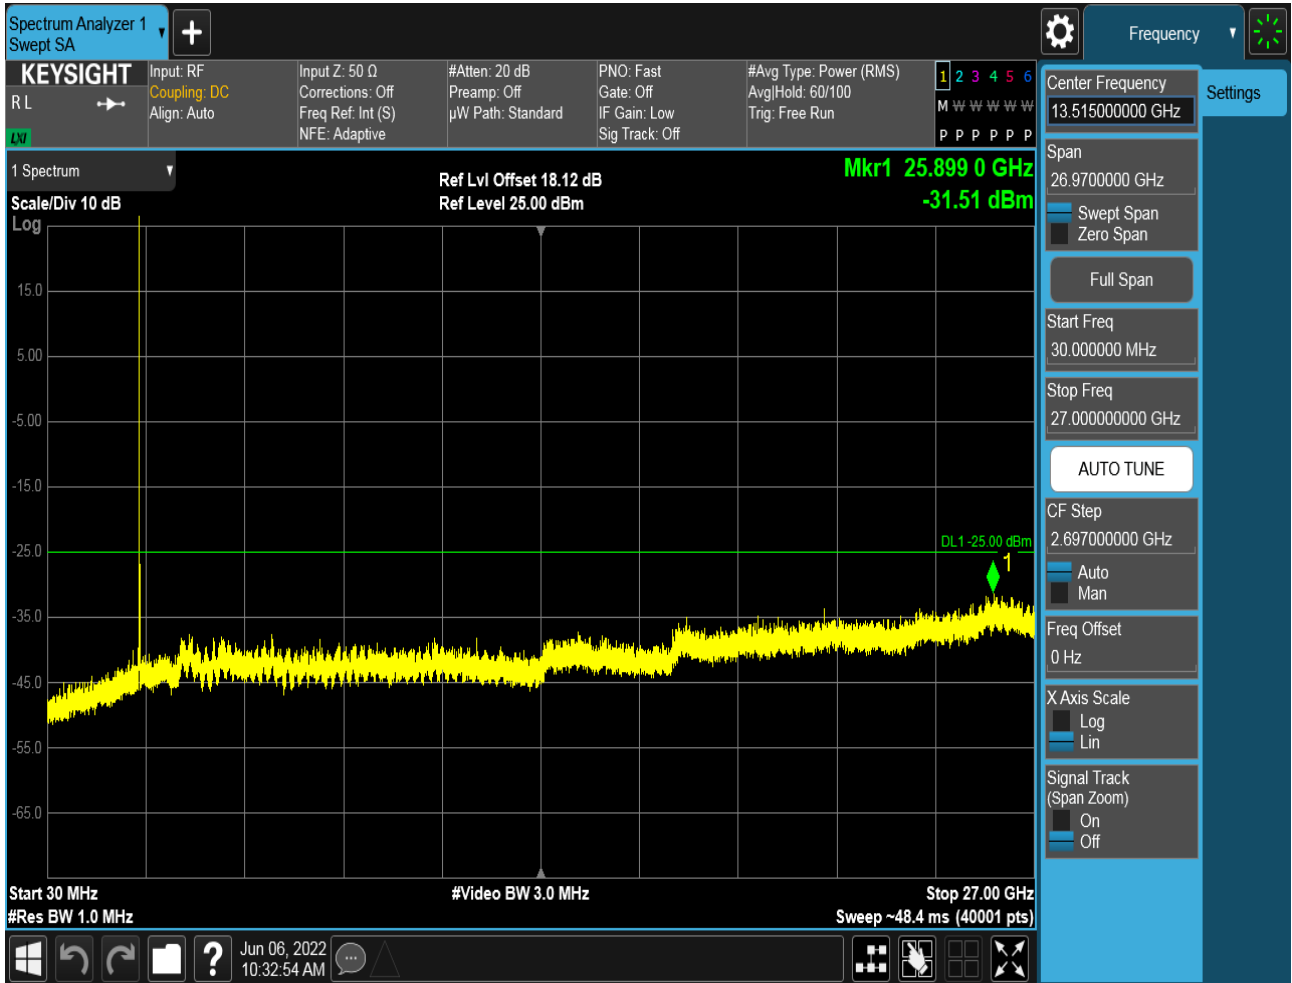 Spectrum Analyzer 1
Swept SA
Frequency
KEYSIGHT
R L
LXI
Input: RF
Coupling: DC
Align: Auto
Input Z: 50 Ω
Corrections: Off
Freq Ref: Int (S)
NFE: Adaptive
#Atten: 20 dB
Preamp: Off
µW Path: Standard
PNO: Fast
Gate: Off
IF Gain: Low
Sig Track: Off
#Avg Type: Power (RMS)
Avg|Hold: 60/100
Trig: Free Run
1 2 3 4 5 6
M W W W W W
P P P P P P
1 Spectrum
Scale/Div 10 dB
Log
Ref Lvl Offset 18.12 dB
Ref Level 25.00 dBm
Mkr1 25.899 0 GHz
-31.51 dBm
15.0
5.00
-5.00
-15.0
-25.0
-35.0
-45.0
-55.0
-65.0
DL1 -25.00 dBm
1
Start 30 MHz
#Res BW 1.0 MHz
#Video BW 3.0 MHz
Stop 27.00 GHz
Sweep ~48.4 ms (40001 pts)
Center Frequency
13.515000000 GHz
Span
26.9700000 GHz
Swept Span
Zero Span
Full Span
Start Freq
30.000000 MHz
Stop Freq
27.000000000 GHz
AUTO TUNE
CF Step
2.697000000 GHz
Auto
Man
Freq Offset
0 Hz
X Axis Scale
Log
Lin
Signal Track
(Span Zoom)
On
Off
Settings
?
Jun 06, 2022
10:32:54 AM